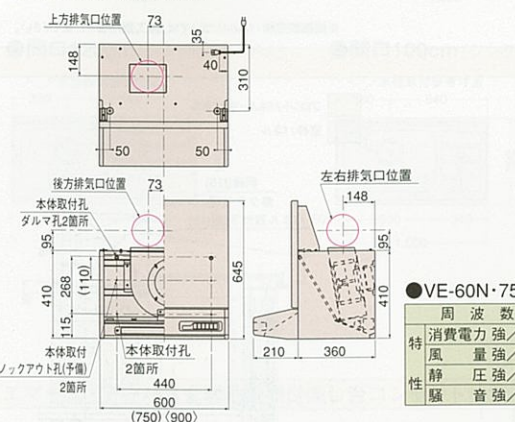 上方排気口位置
73
35
148
40
310
50
50
後方排気口位置
73
左右排気口位置
148
本体取付孔
ダルマ孔2箇所
95
95
410
268
(110)
115
645
410
本体取付
ノックアウト孔(予備)
2箇所
本体取付孔
2箇所
440
600
(750)〈900〉
210
360
●VE-60N・75
周波数
特性
消費電力 強/
風量 強/
静圧 強/
騒音 強/